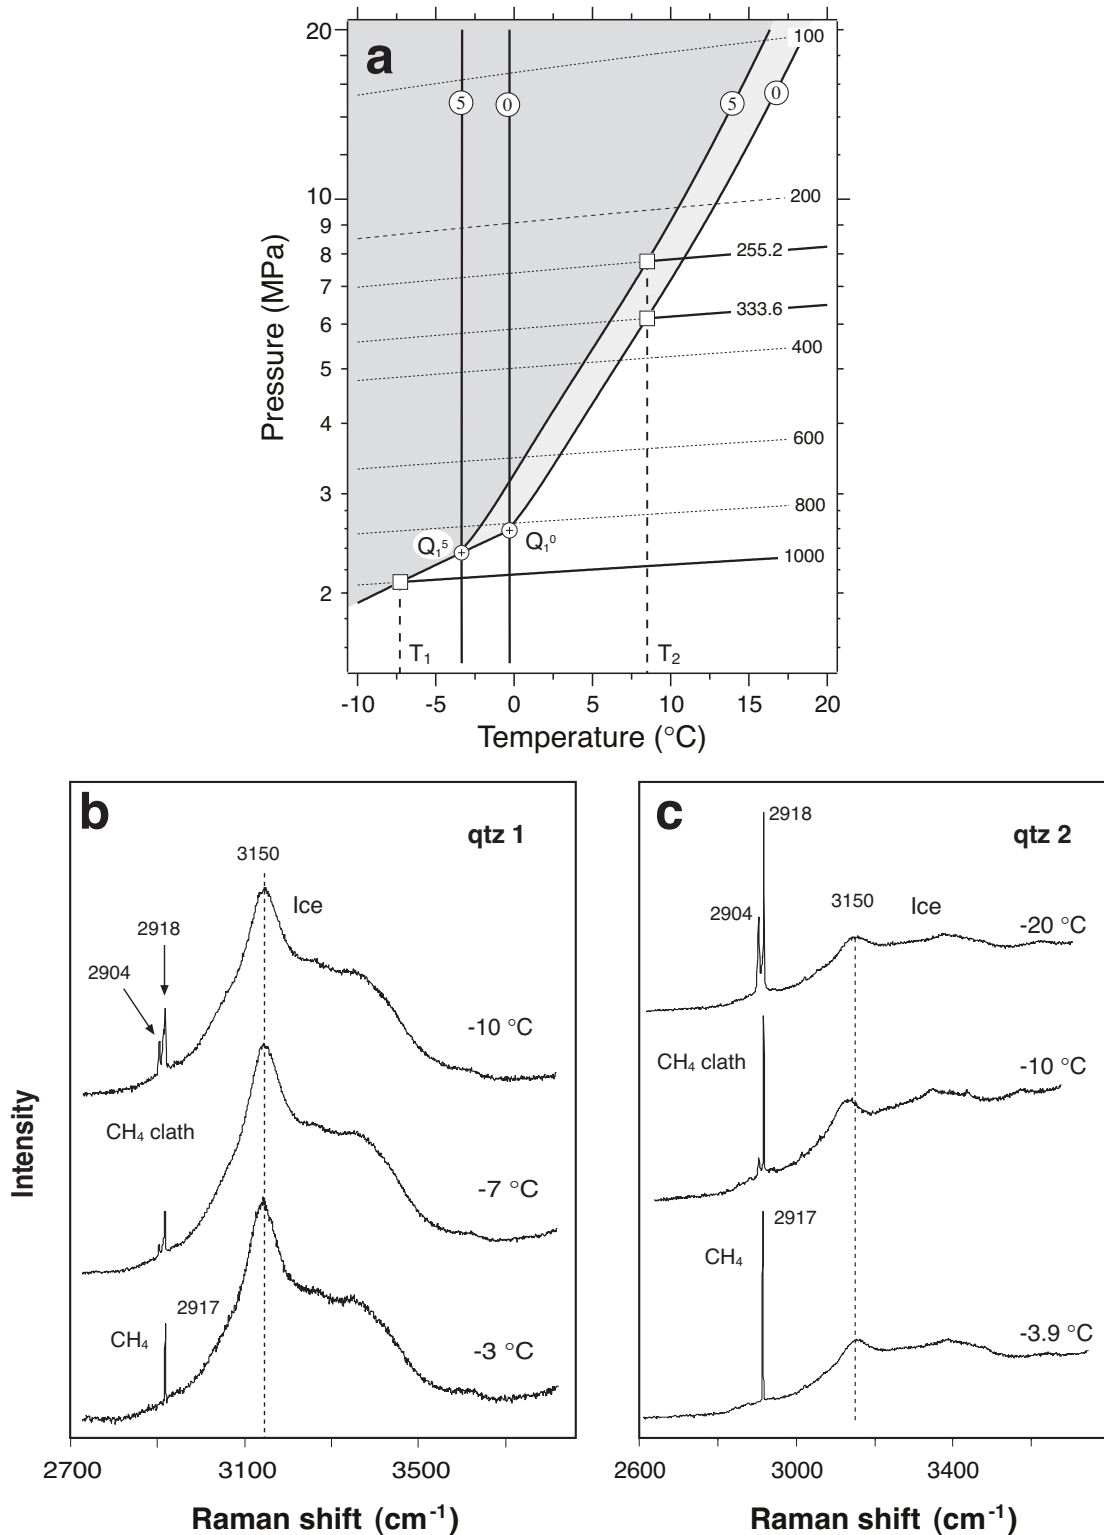 a
20
10
9
8
7
6
5
4
3
2
Pressure (MPa)
100
5 0 5 0
200
255.2
333.6
400
600
800
1000
Q₁⁵ Q₁⁰
T₁ T₂
-10 -5 0 5 10 15 20
Temperature (°C)
b
qtz 1
3150
Ice
2918
2904
-10 °C
CH₄ clath
-7 °C
2917
CH₄
-3 °C
Intensity
2700 3100 3500
Raman shift (cm⁻¹)
c
2918
qtz 2
2904
3150
Ice
-20 °C
CH₄ clath
-10 °C
2917
CH₄
-3.9 °C
2600 3000 3400
Raman shift (cm⁻¹)